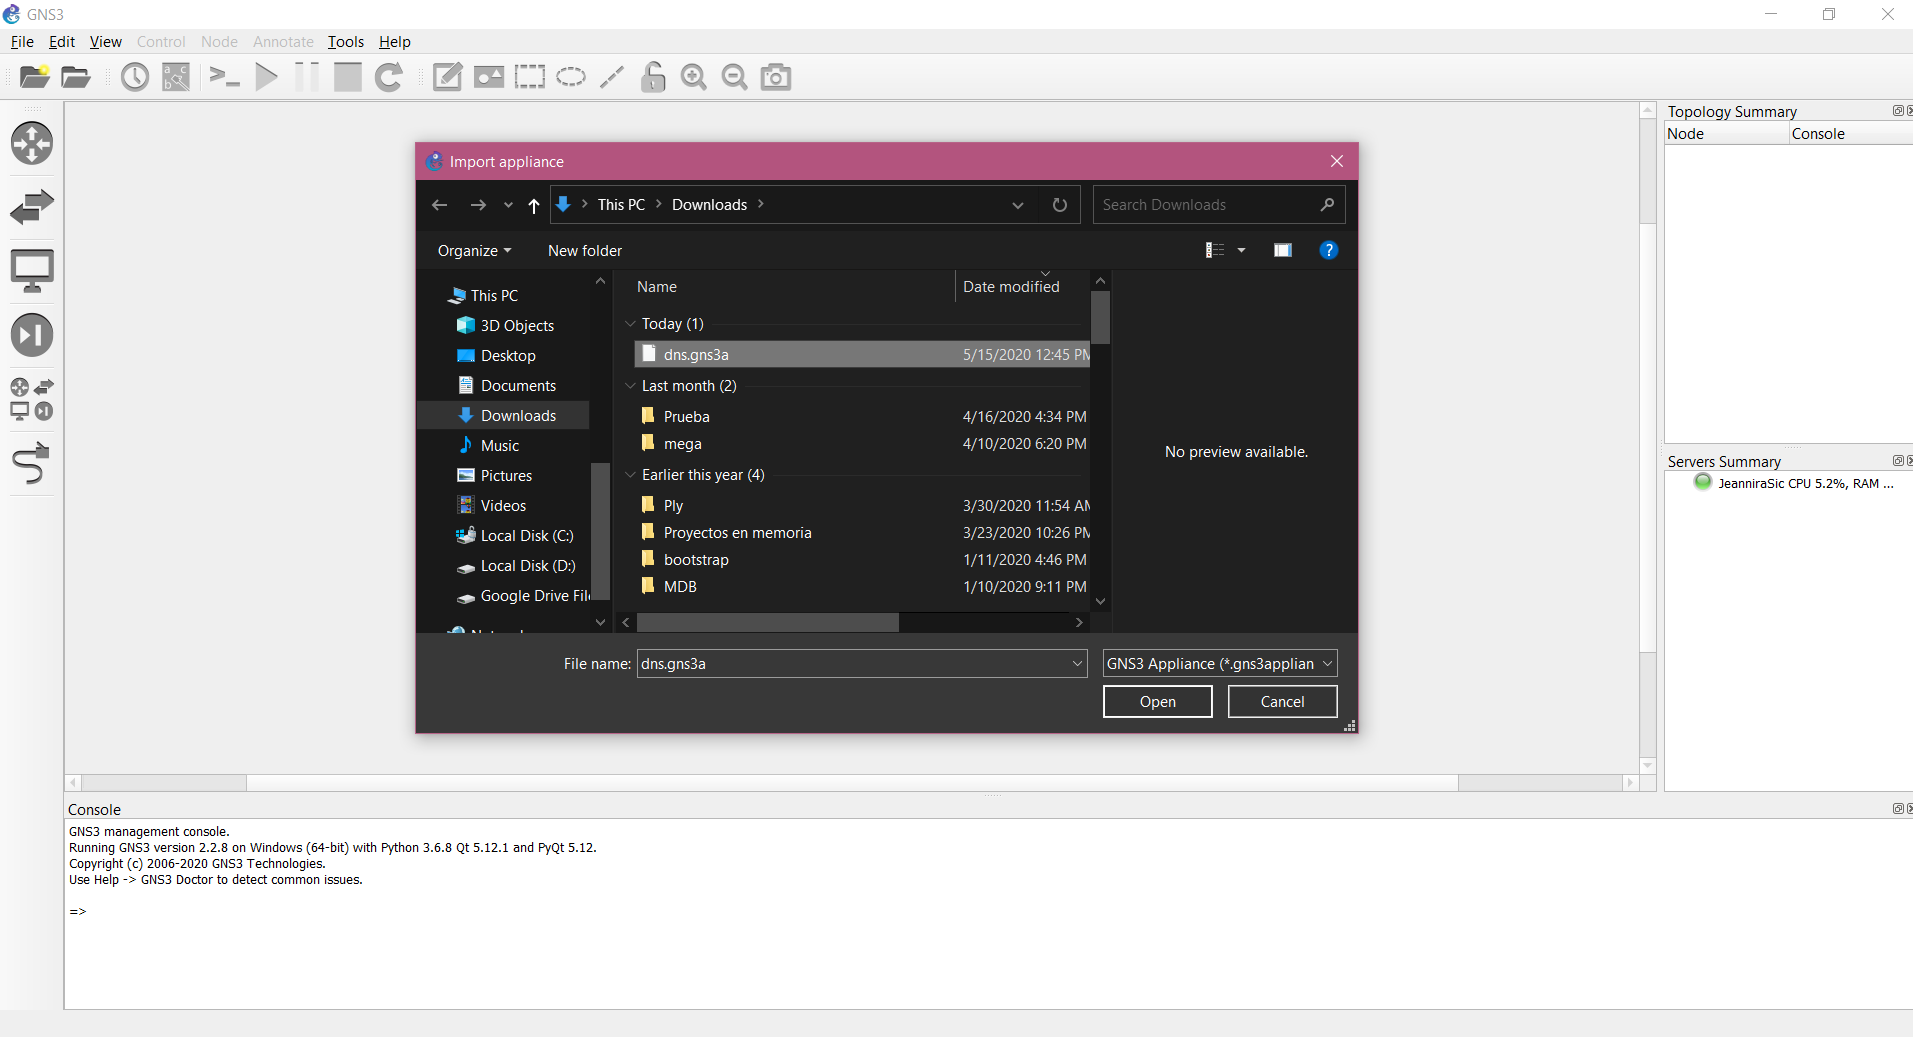 GNS3
File Edit View Control Node Annotate Tools Help
a c
b
Topology Summary
Node Console
Import appliance
This PC > Downloads >
Search Downloads
Organize New folder
?
This PC
3D Objects
Desktop
Documents
Downloads
Music
Pictures
Videos
Local Disk (C:)
Local Disk (D:)
Google Drive File
Name Date modified
Today (1)
dns.gns3a 5/15/2020 12:45 PM
Last month (2)
Prueba 4/16/2020 4:34 PM
mega 4/10/2020 6:20 PM
Earlier this year (4)
Ply 3/30/2020 11:54 AM
Proyectos en memoria 3/23/2020 10:26 PM
bootstrap 1/11/2020 4:46 PM
MDB 1/10/2020 9:11 PM
No preview available.
File name: dns.gns3a
GNS3 Appliance (*.gns3applian
Open Cancel
Servers Summary
JeanniraSic CPU 5.2%, RAM ...
Console
GNS3 management console.
Running GNS3 version 2.2.8 on Windows (64-bit) with Python 3.6.8 Qt 5.12.1 and PyQt 5.12.
Copyright (c) 2006-2020 GNS3 Technologies.
Use Help -> GNS3 Doctor to detect common issues.
=>